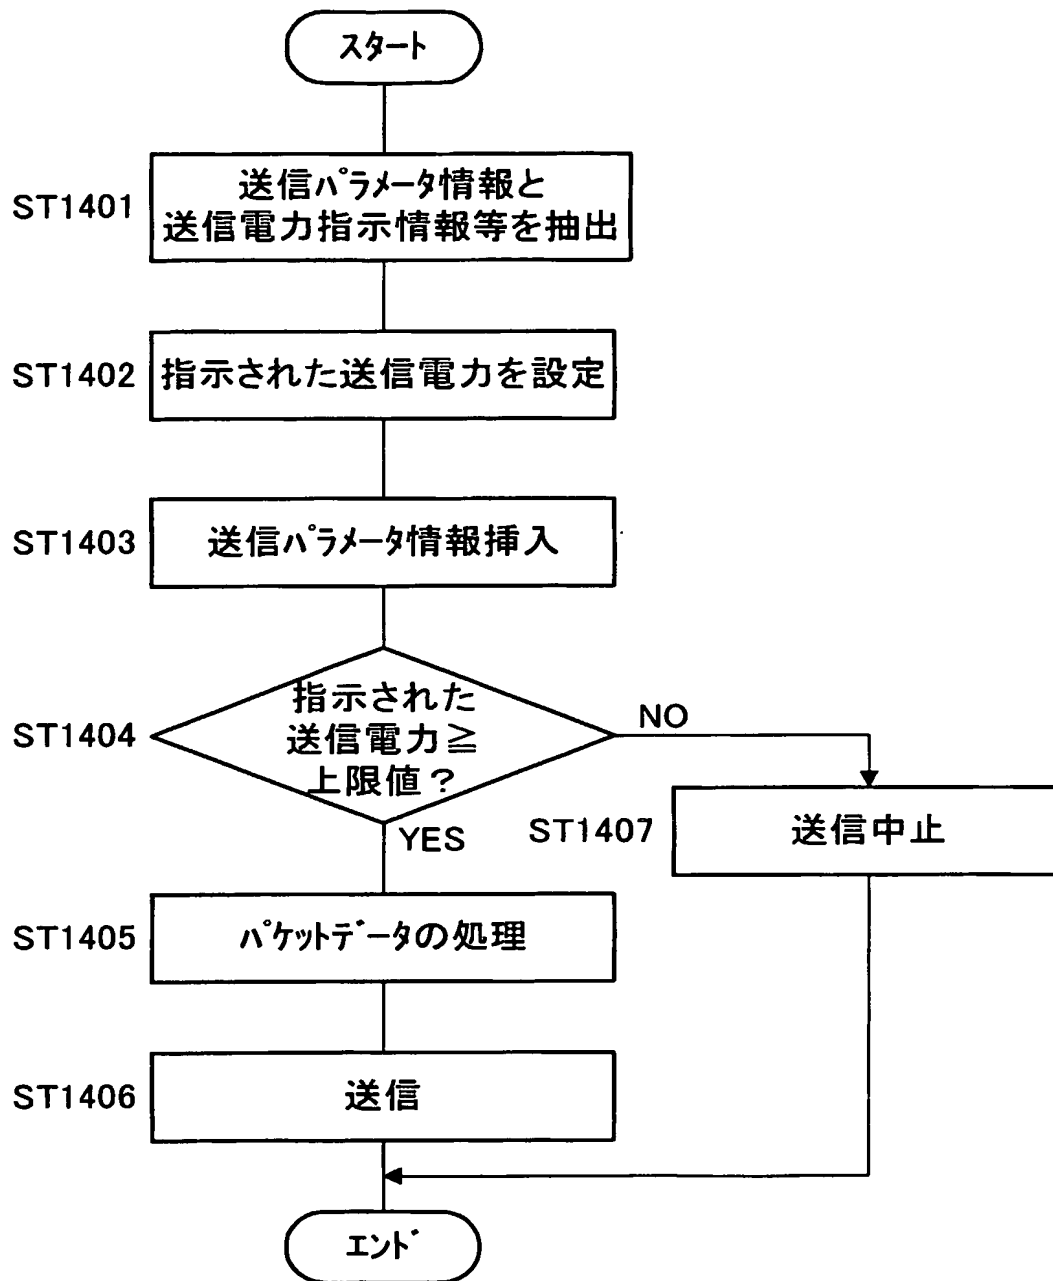 スタート
ST1401
送信パラメータ情報と
送信電力指示情報等を抽出
ST1402
指示された送信電力を設定
ST1403
送信パラメータ情報挿入
ST1404
指示された
送信電力≧
上限値?
NO
YES
ST1407
送信中止
ST1405
パケットデータの処理
ST1406
送信
エンド